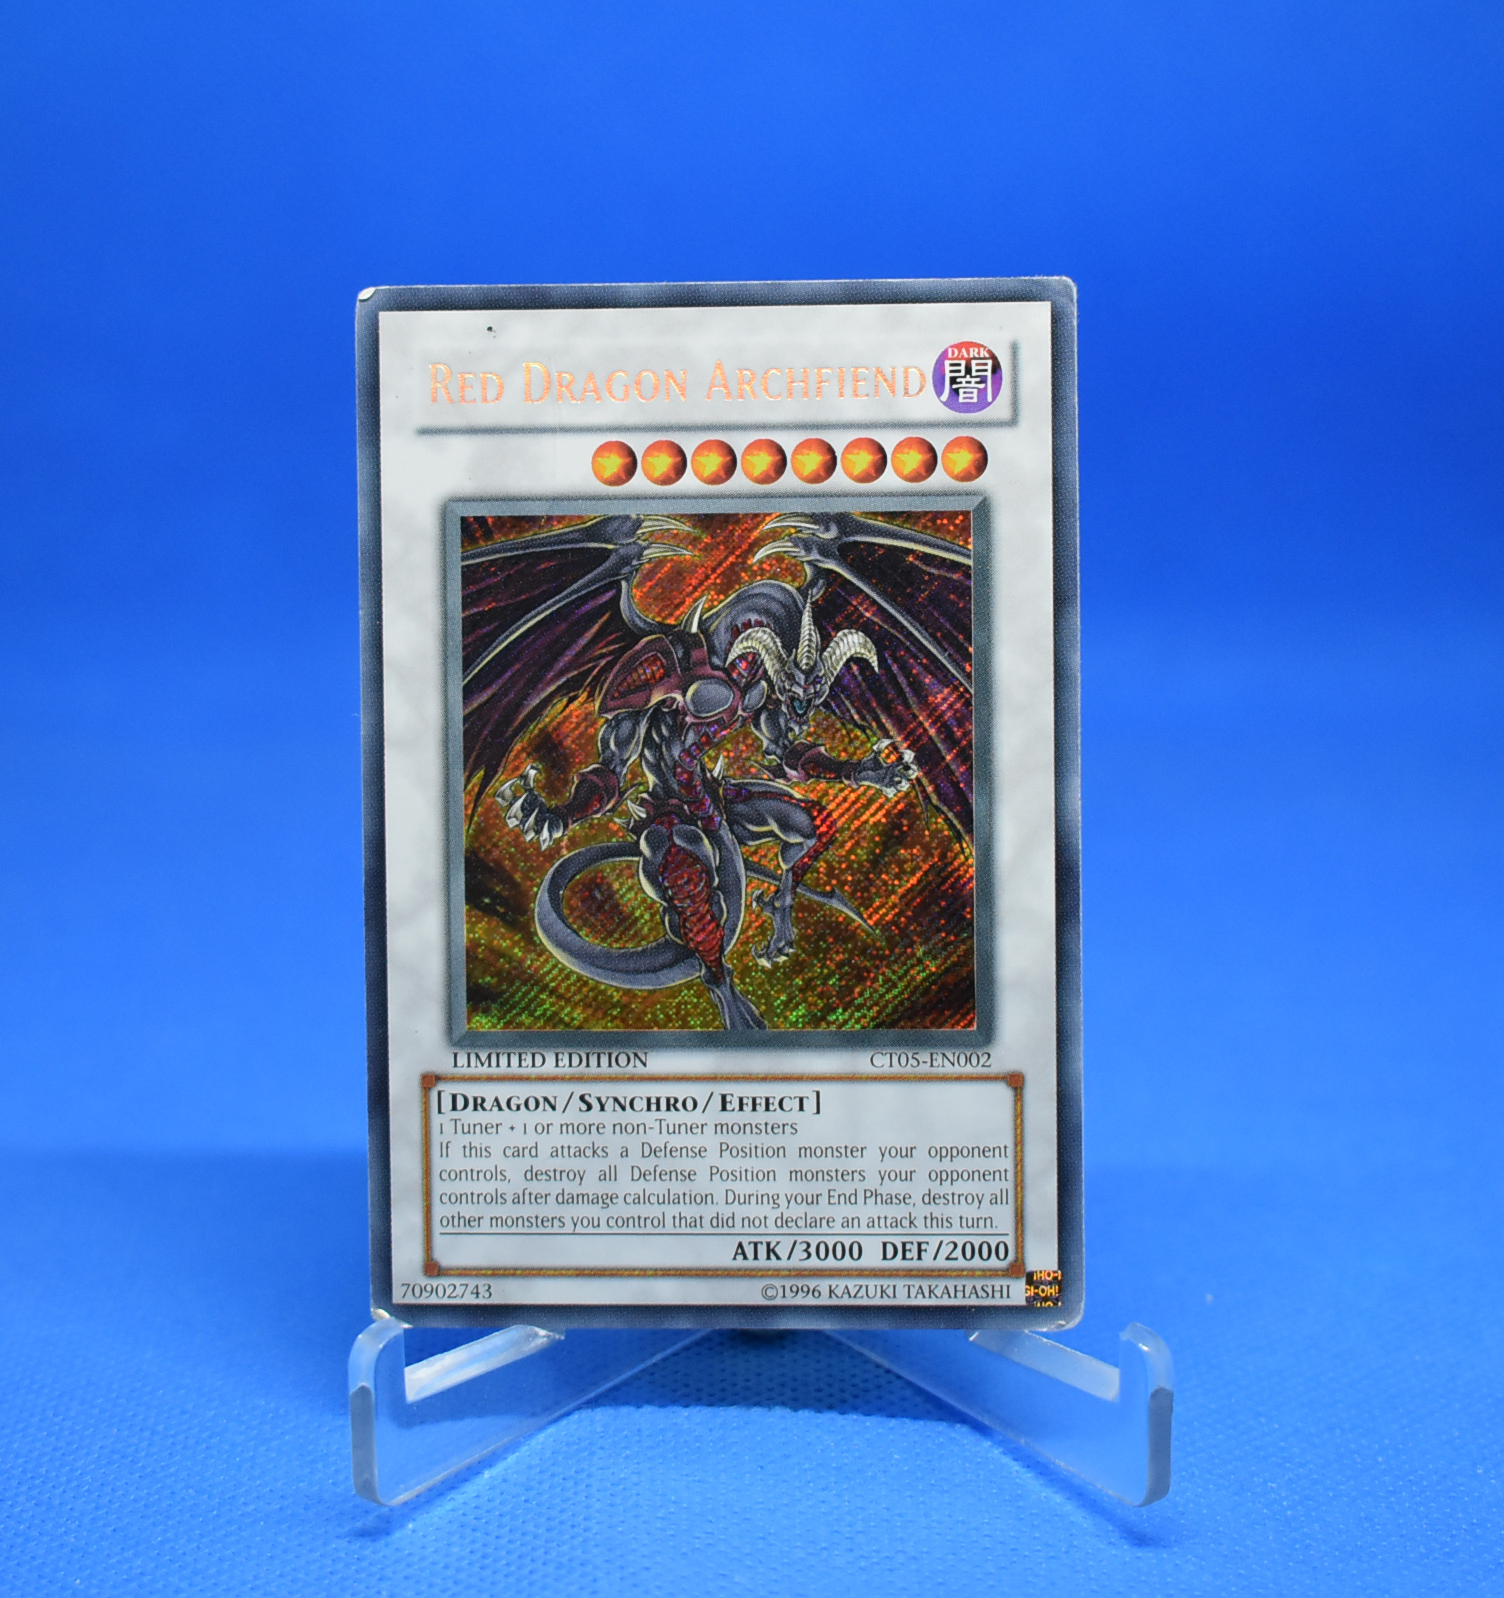 RED DRAGON ARCHFIEND
DARK
闇
LIMITED EDITION
CT05-EN002
[DRAGON/SYNCHRO/EFFECT]
1 Tuner + 1 or more non-Tuner monsters
If this card attacks a Defense Position monster your opponent
controls, destroy all Defense Position monsters your opponent
controls after damage calculation. During your End Phase, destroy all
other monsters you control that did not declare an attack this turn.
ATK/3000 DEF/2000
70902743
©1996 KAZUKI TAKAHASHI
GI-OH!